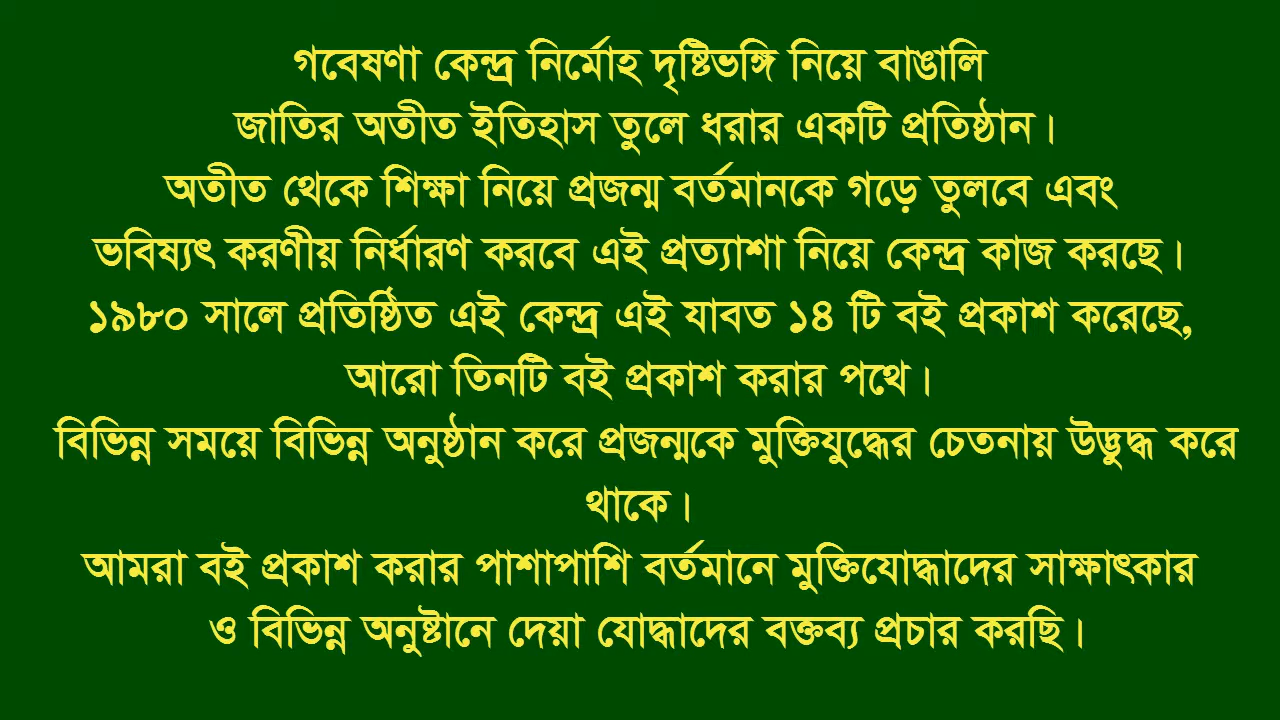 গবেষণা কেন্দ্র নির্মোহ দৃষ্টিভঙ্গি নিয়ে বাঙালি
জাতির অতীত ইতিহাস তুলে ধরার একটি প্রতিষ্ঠান।
অতীত থেকে শিক্ষা নিয়ে প্রজন্ম বর্তমানকে গড়ে তুলবে এবং
ভবিষ্যৎ করণীয় নির্ধারণ করবে এই প্রত্যাশা নিয়ে কেন্দ্র কাজ করছে।
১৯৮০ সালে প্রতিষ্ঠিত এই কেন্দ্র এই যাবত ১৪ টি বই প্রকাশ করেছে,
আরো তিনটি বই প্রকাশ করার পথে।
বিভিন্ন সময়ে বিভিন্ন অনুষ্ঠান করে প্রজন্মকে মুক্তিযুদ্ধের চেতনায় উদ্ভুদ্ধ করে
থাকে।
আমরা বই প্রকাশ করার পাশাপাশি বর্তমানে মুক্তিযোদ্ধাদের সাক্ষাৎকার
ও বিভিন্ন অনুষ্টানে দেয়া যোদ্ধাদের বক্তব্য প্রচার করছি।